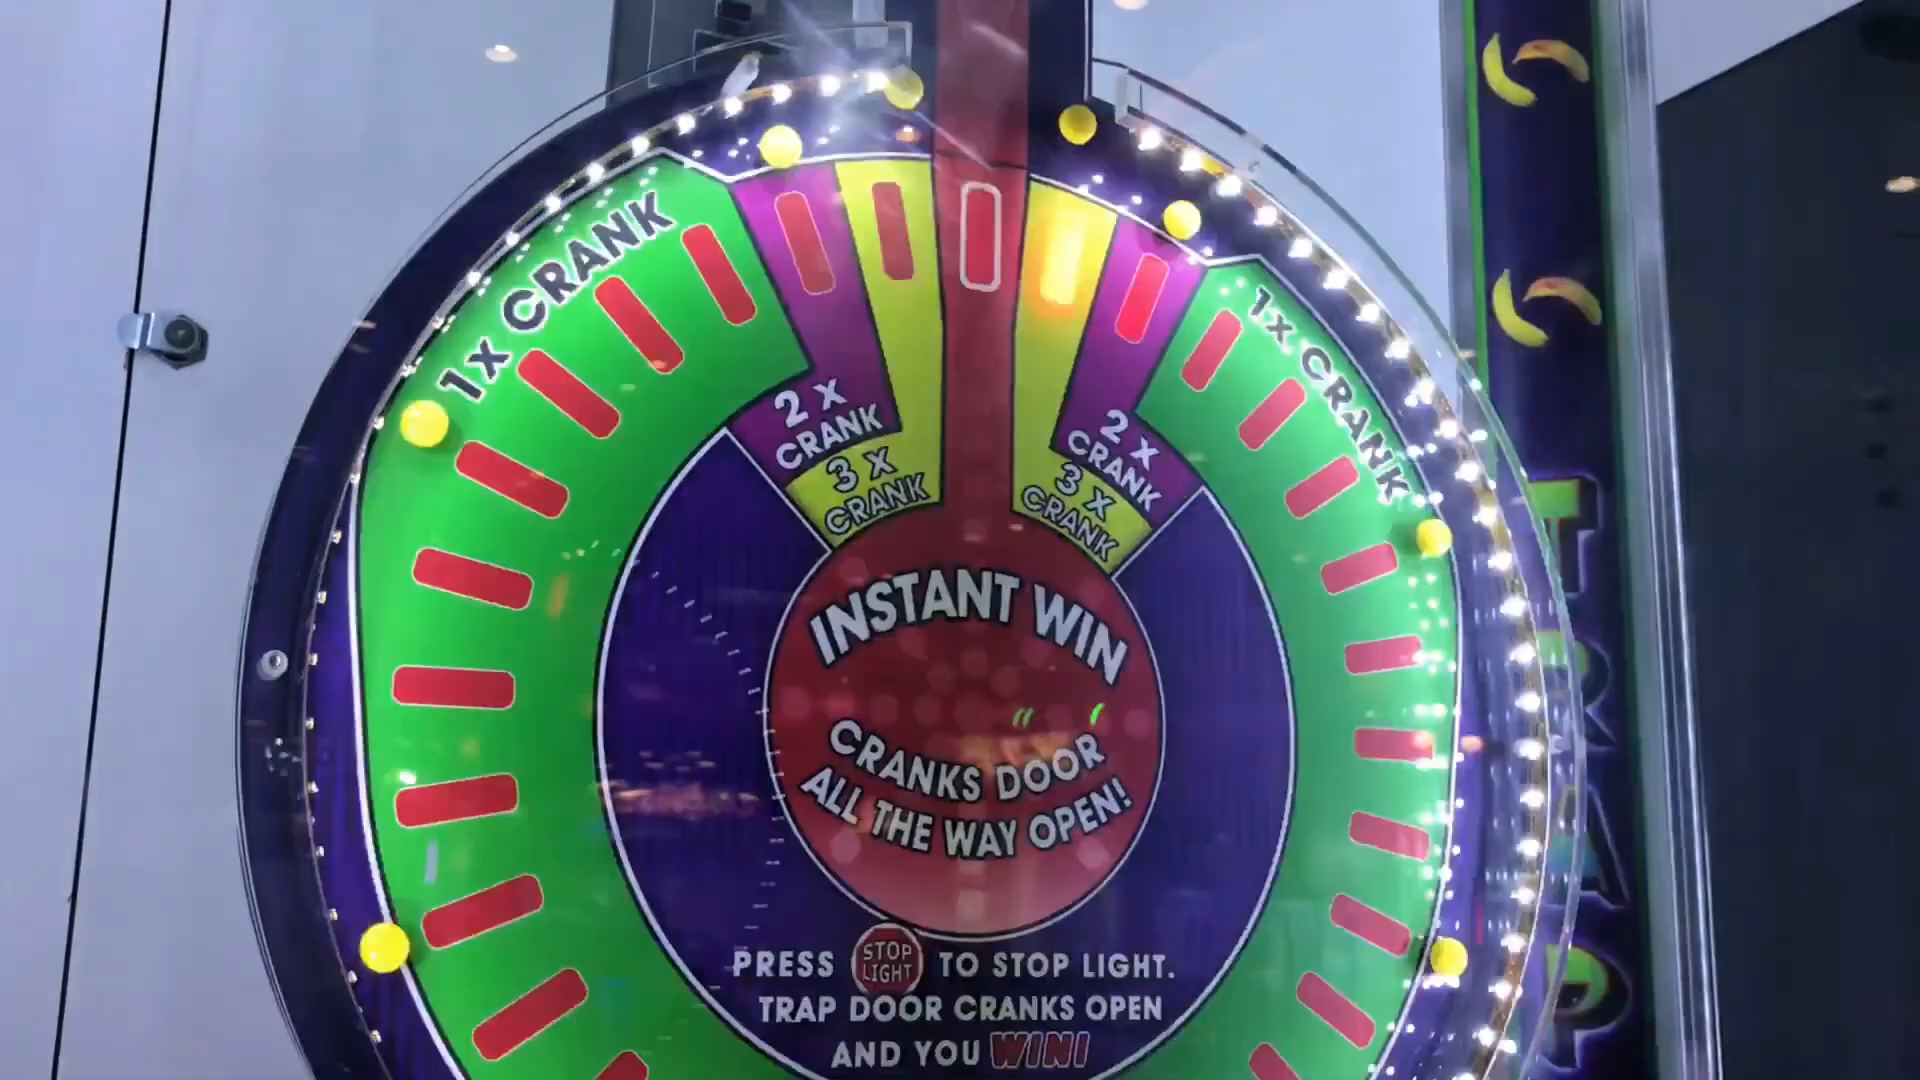 1x CRANK
2 x
CRANK
3 x
CRANK
2 x
CRANK
3 x
CRANK
1x CRANK
INSTANT WIN
CRANKS DOOR
ALL THE WAY OPEN!
PRESS STOP LIGHT TO STOP LIGHT.
TRAP DOOR CRANKS OPEN
AND YOU WIN!
TRAP